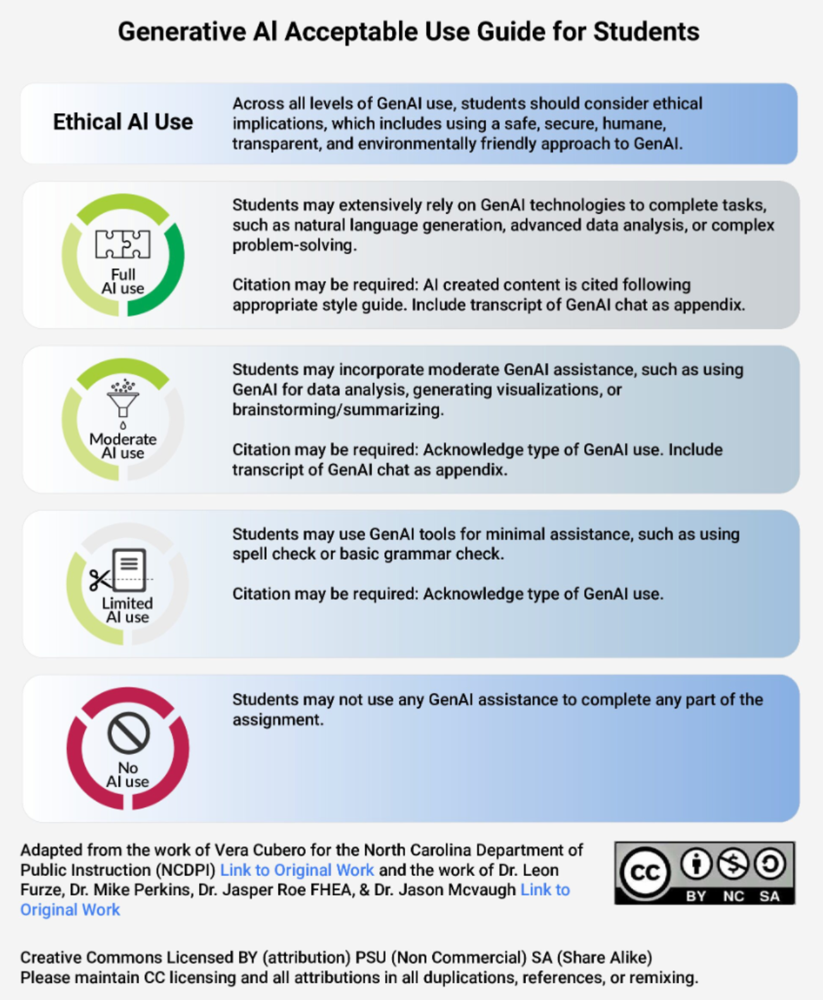 Generative AI Acceptable Use Guide for Students
Ethical AI Use
Across all levels of GenAI use, students should consider ethical
implications, which includes using a safe, secure, humane,
transparent, and environmentally friendly approach to GenAI.
Full
AI use
Students may extensively rely on GenAI technologies to complete tasks,
such as natural language generation, advanced data analysis, or complex
problem-solving.
Citation may be required: AI created content is cited following
appropriate style guide. Include transcript of GenAI chat as appendix.
Moderate
AI use
Students may incorporate moderate GenAI assistance, such as using
GenAI for data analysis, generating visualizations, or
brainstorming/summarizing.
Citation may be required: Acknowledge type of GenAI use. Include
transcript of GenAI chat as appendix.
Limited
AI use
Students may use GenAI tools for minimal assistance, such as using
spell check or basic grammar check.
Citation may be required: Acknowledge type of GenAI use.
No
AI use
Students may not use any GenAI assistance to complete any part of the
assignment.
Adapted from the work of Vera Cubero for the North Carolina Department of
Public Instruction (NCDPI) Link to Original Work and the work of Dr. Leon
Furze, Dr. Mike Perkins, Dr. Jasper Roe FHEA, & Dr. Jason Mcvaugh Link to
Original Work
cc
BY NC SA
Creative Commons Licensed BY (attribution) PSU (Non Commercial) SA (Share Alike)
Please maintain CC licensing and all attributions in all duplications, references, or remixing.